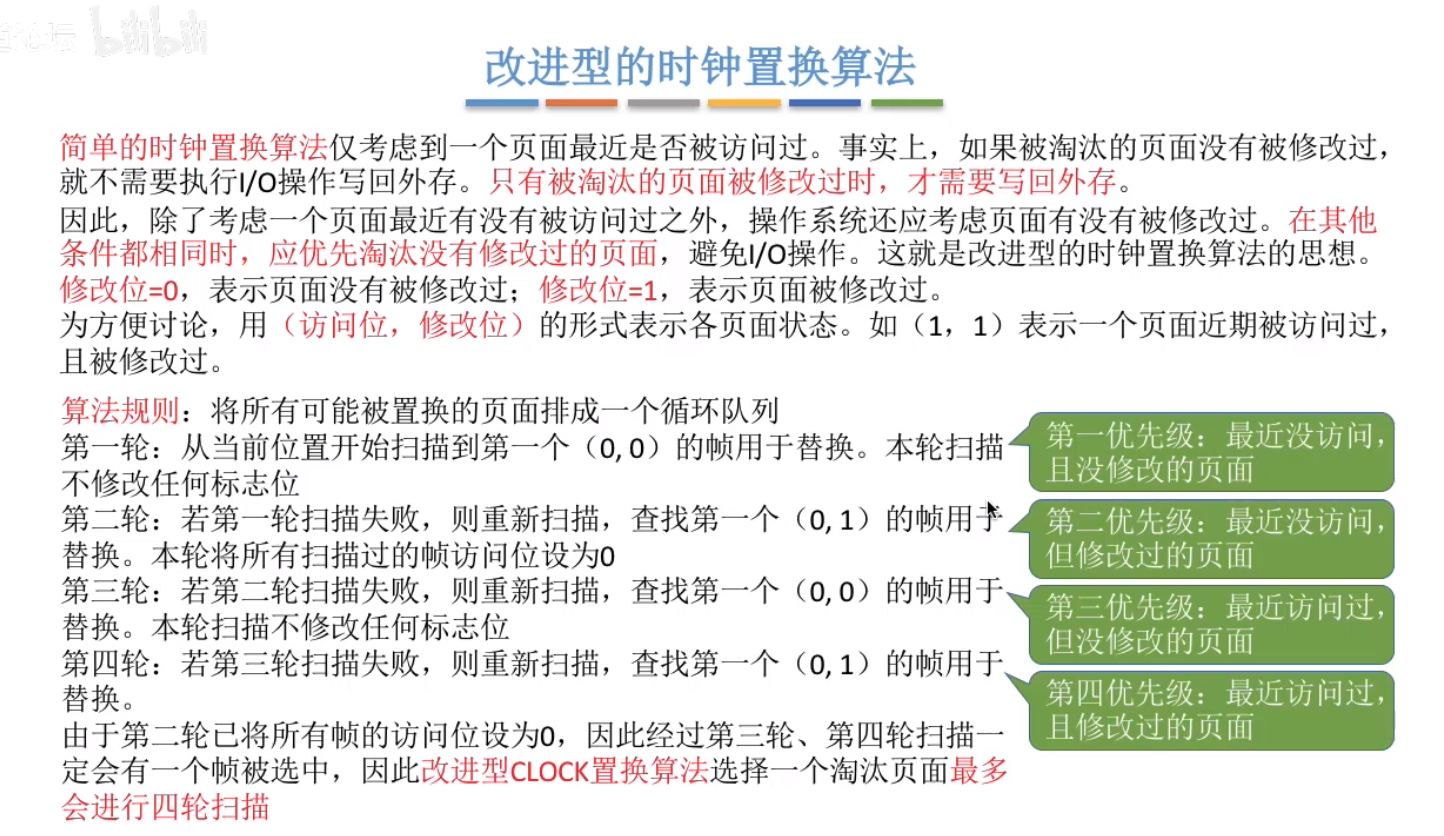 bilibili
改进型的时钟置换算法
简单的时钟置换算法仅考虑到一个页面最近是否被访问过。事实上，如果被淘汰的页面没有被修改过，
就不需要执行I/O操作写回外存。只有被淘汰的页面被修改过时，才需要写回外存。
因此，除了考虑一个页面最近有没有被访问过之外，操作系统还应考虑页面有没有被修改过。在其他
条件都相同时，应优先淘汰没有修改过的页面，避免I/O操作。这就是改进型的时钟置换算法的思想。
修改位=0，表示页面没有被修改过；修改位=1，表示页面被修改过。
为方便讨论，用（访问位，修改位）的形式表示各页面状态。如（1，1）表示一个页面近期被访问过，
且被修改过。
算法规则：将所有可能被置换的页面排成一个循环队列
第一轮：从当前位置开始扫描到第一个（0, 0）的帧用于替换。本轮扫描
不修改任何标志位
第二轮：若第一轮扫描失败，则重新扫描，查找第一个（0, 1）的帧用于
替换。本轮将所有扫描过的帧访问位设为0
第三轮：若第二轮扫描失败，则重新扫描，查找第一个（0, 0）的帧用于
替换。本轮扫描不修改任何标志位
第四轮：若第三轮扫描失败，则重新扫描，查找第一个（0, 1）的帧用于
替换。
由于第二轮已将所有帧的访问位设为0，因此经过第三轮、第四轮扫描一
定会有一个帧被选中，因此改进型CLOCK置换算法选择一个淘汰页面最多
会进行四轮扫描
第一优先级：最近没访问，
且没修改的页面
第二优先级：最近没访问，
但修改过的页面
第三优先级：最近访问过，
但没修改的页面
第四优先级：最近访问过，
且修改过的页面